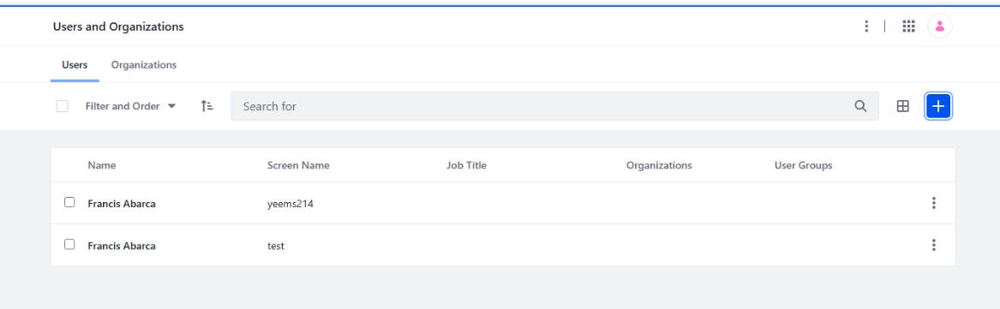 Users and Organizations
Users Organizations
Filter and Order Search for
Name Screen Name Job Title Organizations User Groups
Francis Abarca yeems214
Francis Abarca test